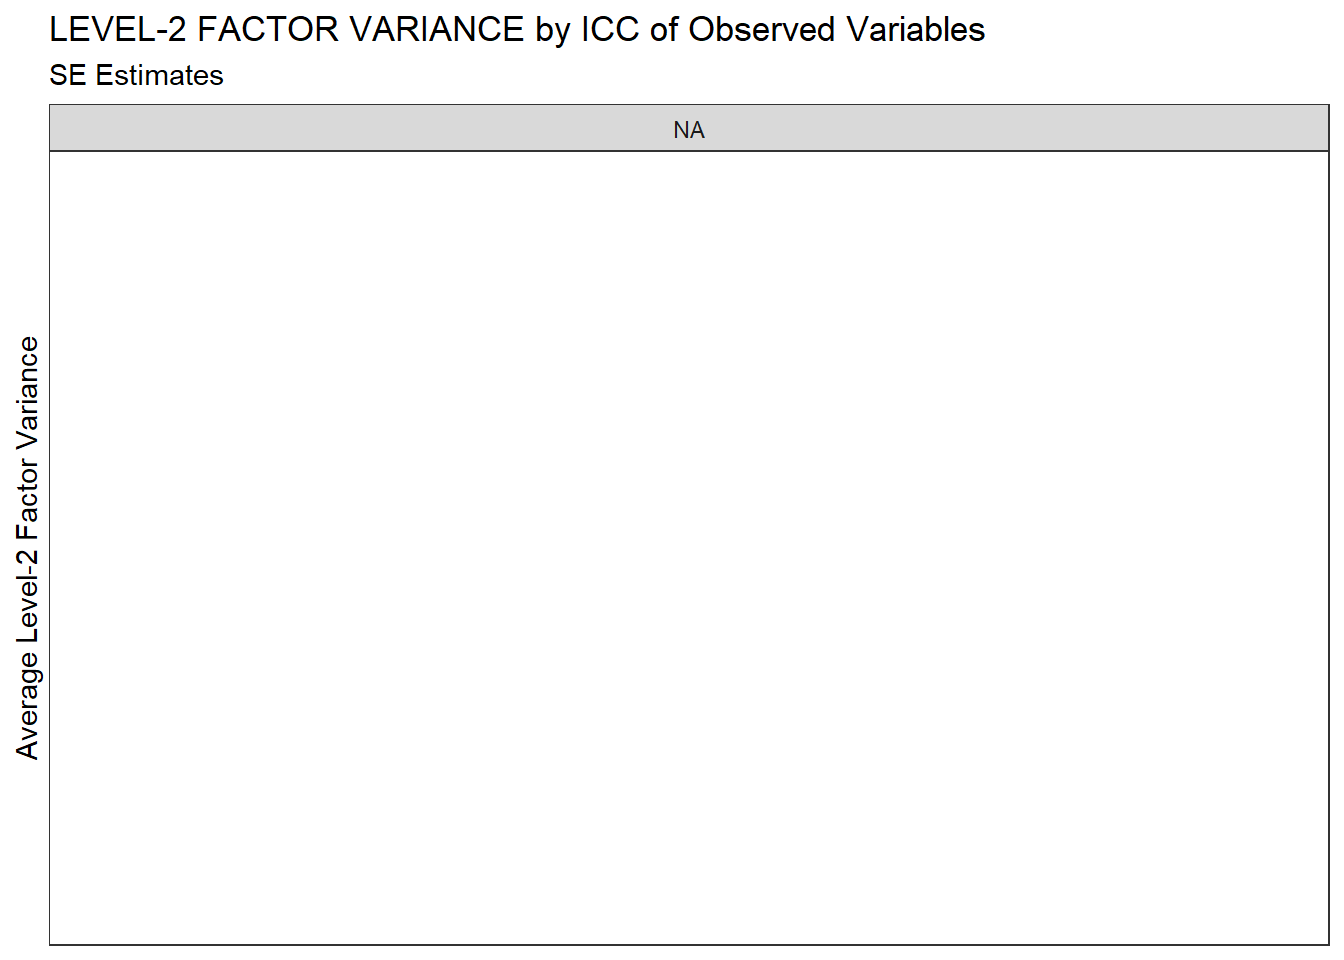 LEVEL-2 FACTOR VARIANCE by ICC of Observed Variables
SE Estimates
NA
Average Level-2 Factor Variance